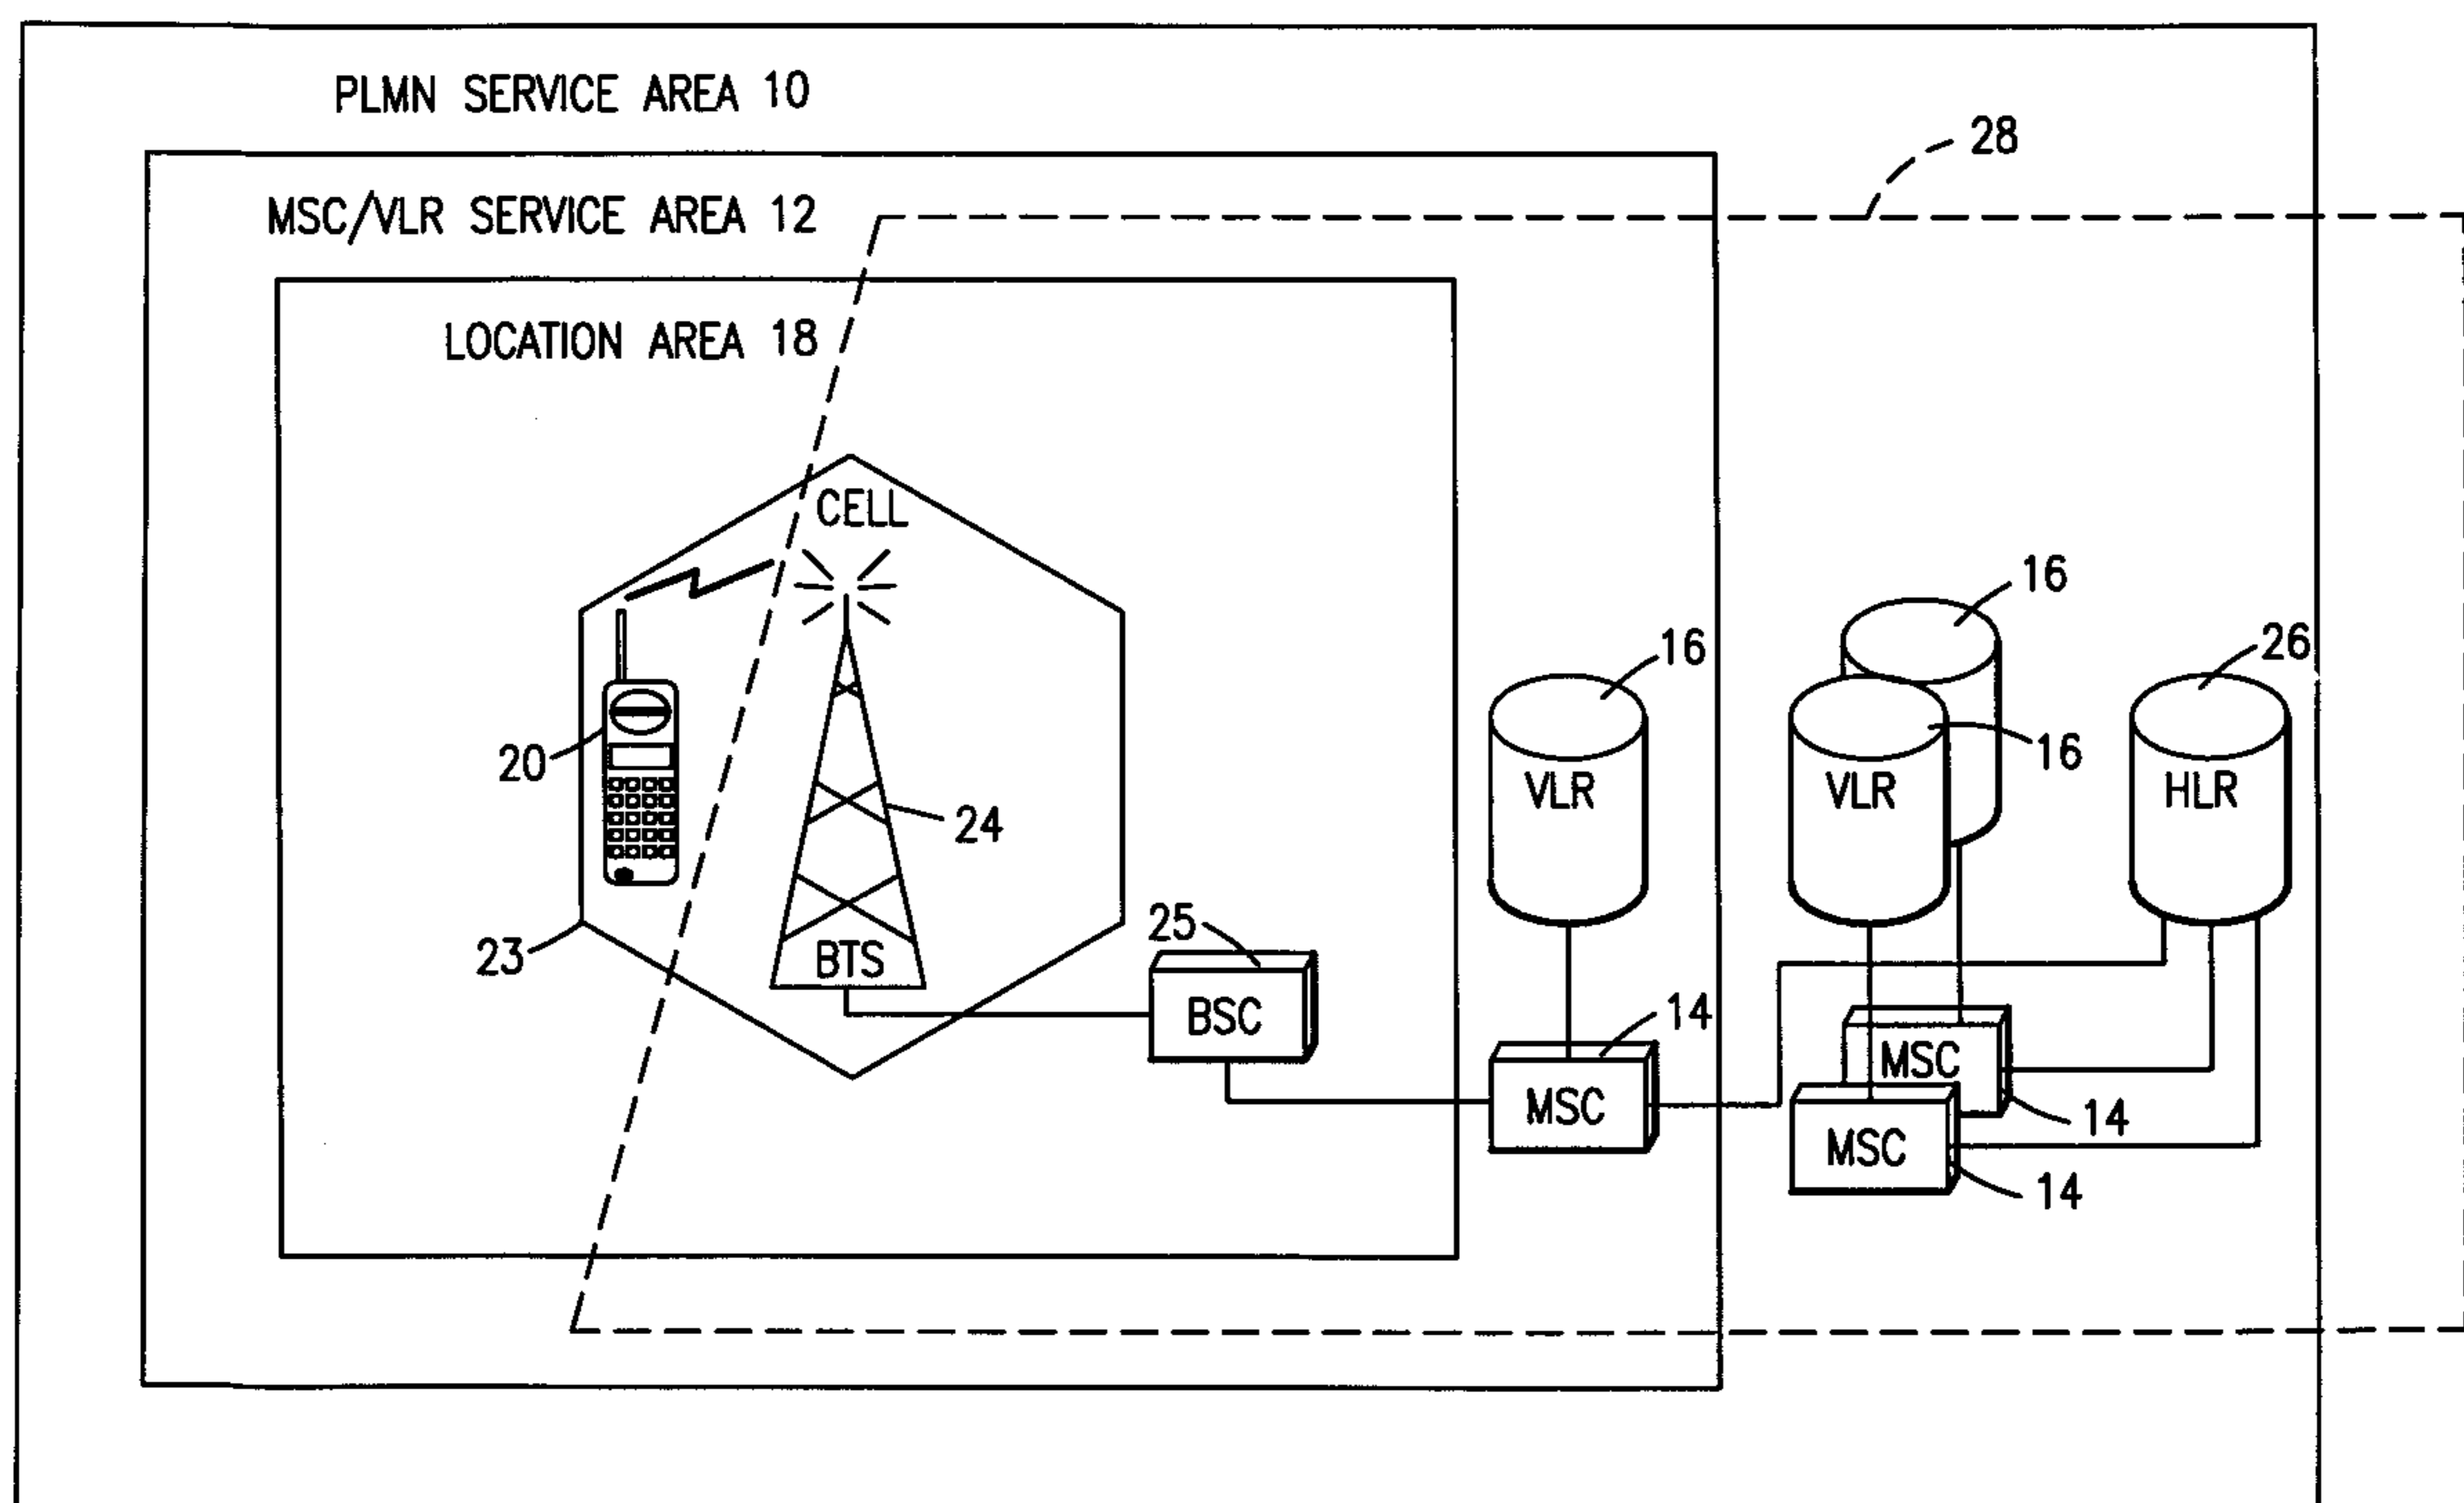 PLMN SERVICE AREA 10
28
MSC/VLR SERVICE AREA 12
LOCATION AREA 18
CELL
16
16
26
20
16
VLR
VLR
HLR
24
25
23
BTS
BSC
14
MSC
MSC
14
MSC
14